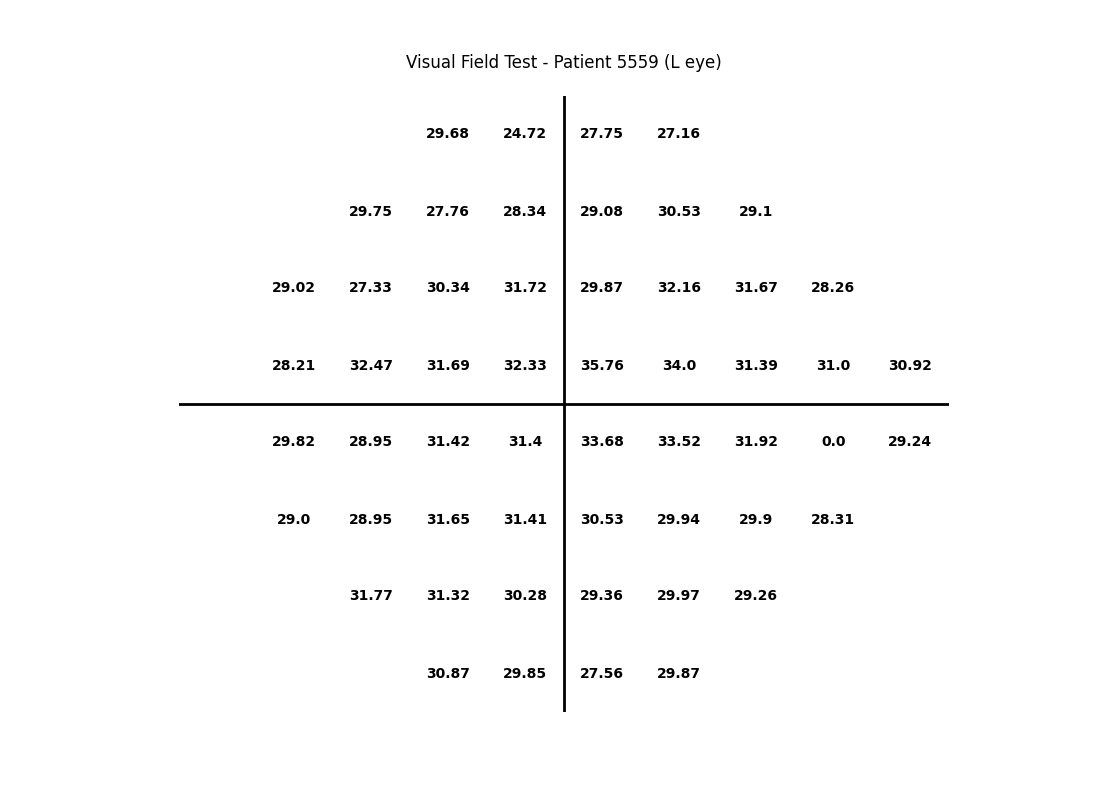 Visual Field Test - Patient 5559 (L eye)
29.68 24.72 27.75 27.16
29.75 27.76 28.34 29.08 30.53 29.1
29.02 27.33 30.34 31.72 29.87 32.16 31.67 28.26
28.21 32.47 31.69 32.33 35.76 34.0 31.39 31.0 30.92
29.82 28.95 31.42 31.4 33.68 33.52 31.92 0.0 29.24
29.0 28.95 31.65 31.41 30.53 29.94 29.9 28.31
31.77 31.32 30.28 29.36 29.97 29.26
30.87 29.85 27.56 29.87